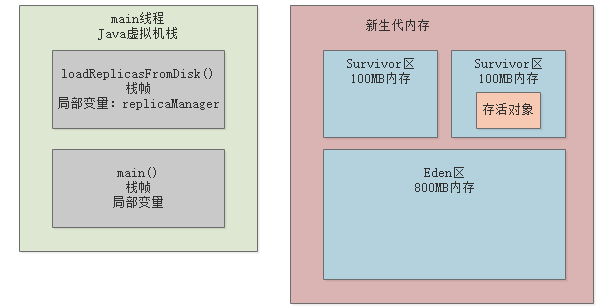 main线程
Java虚拟机栈
loadReplicasFromDisk()
栈帧
局部变量：replicaManager
main()
栈帧
局部变量
新生代内存
Survivor区
100MB内存
Survivor区
100MB内存
存活对象
Eden区
800MB内存